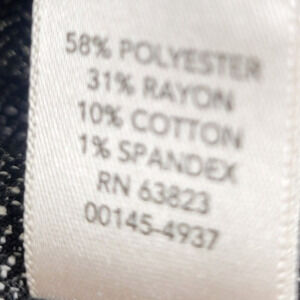 58% POLYESTER
31% RAYON
10% COTTON
1% SPANDEX
RN 63823
00145-4937